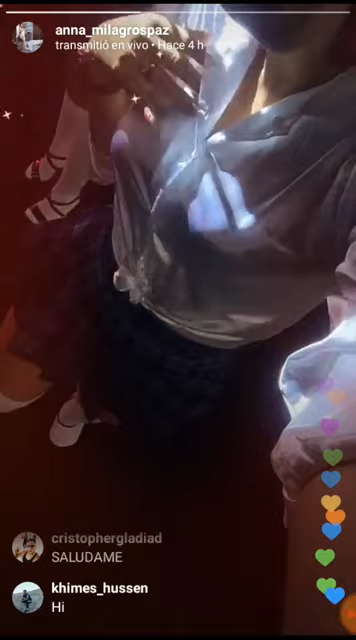 anna_milagrospaz
transmitió en vivo • Hace 4 h
cristophergladiad
SALUDAME
khimes_hussen
Hi